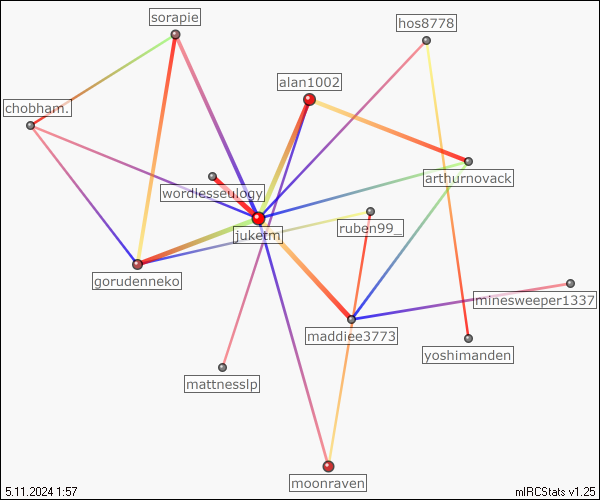 sorapie
hos8778
alan1002
chobham.
arthurnovack
wordlesseulogy
ruben99_
juketm
gorudenneko
minesweeper1337
maddiee3773
yoshimanden
mattnesslp
moonraven
5.11.2024 1:57
mIRCStats v1.25